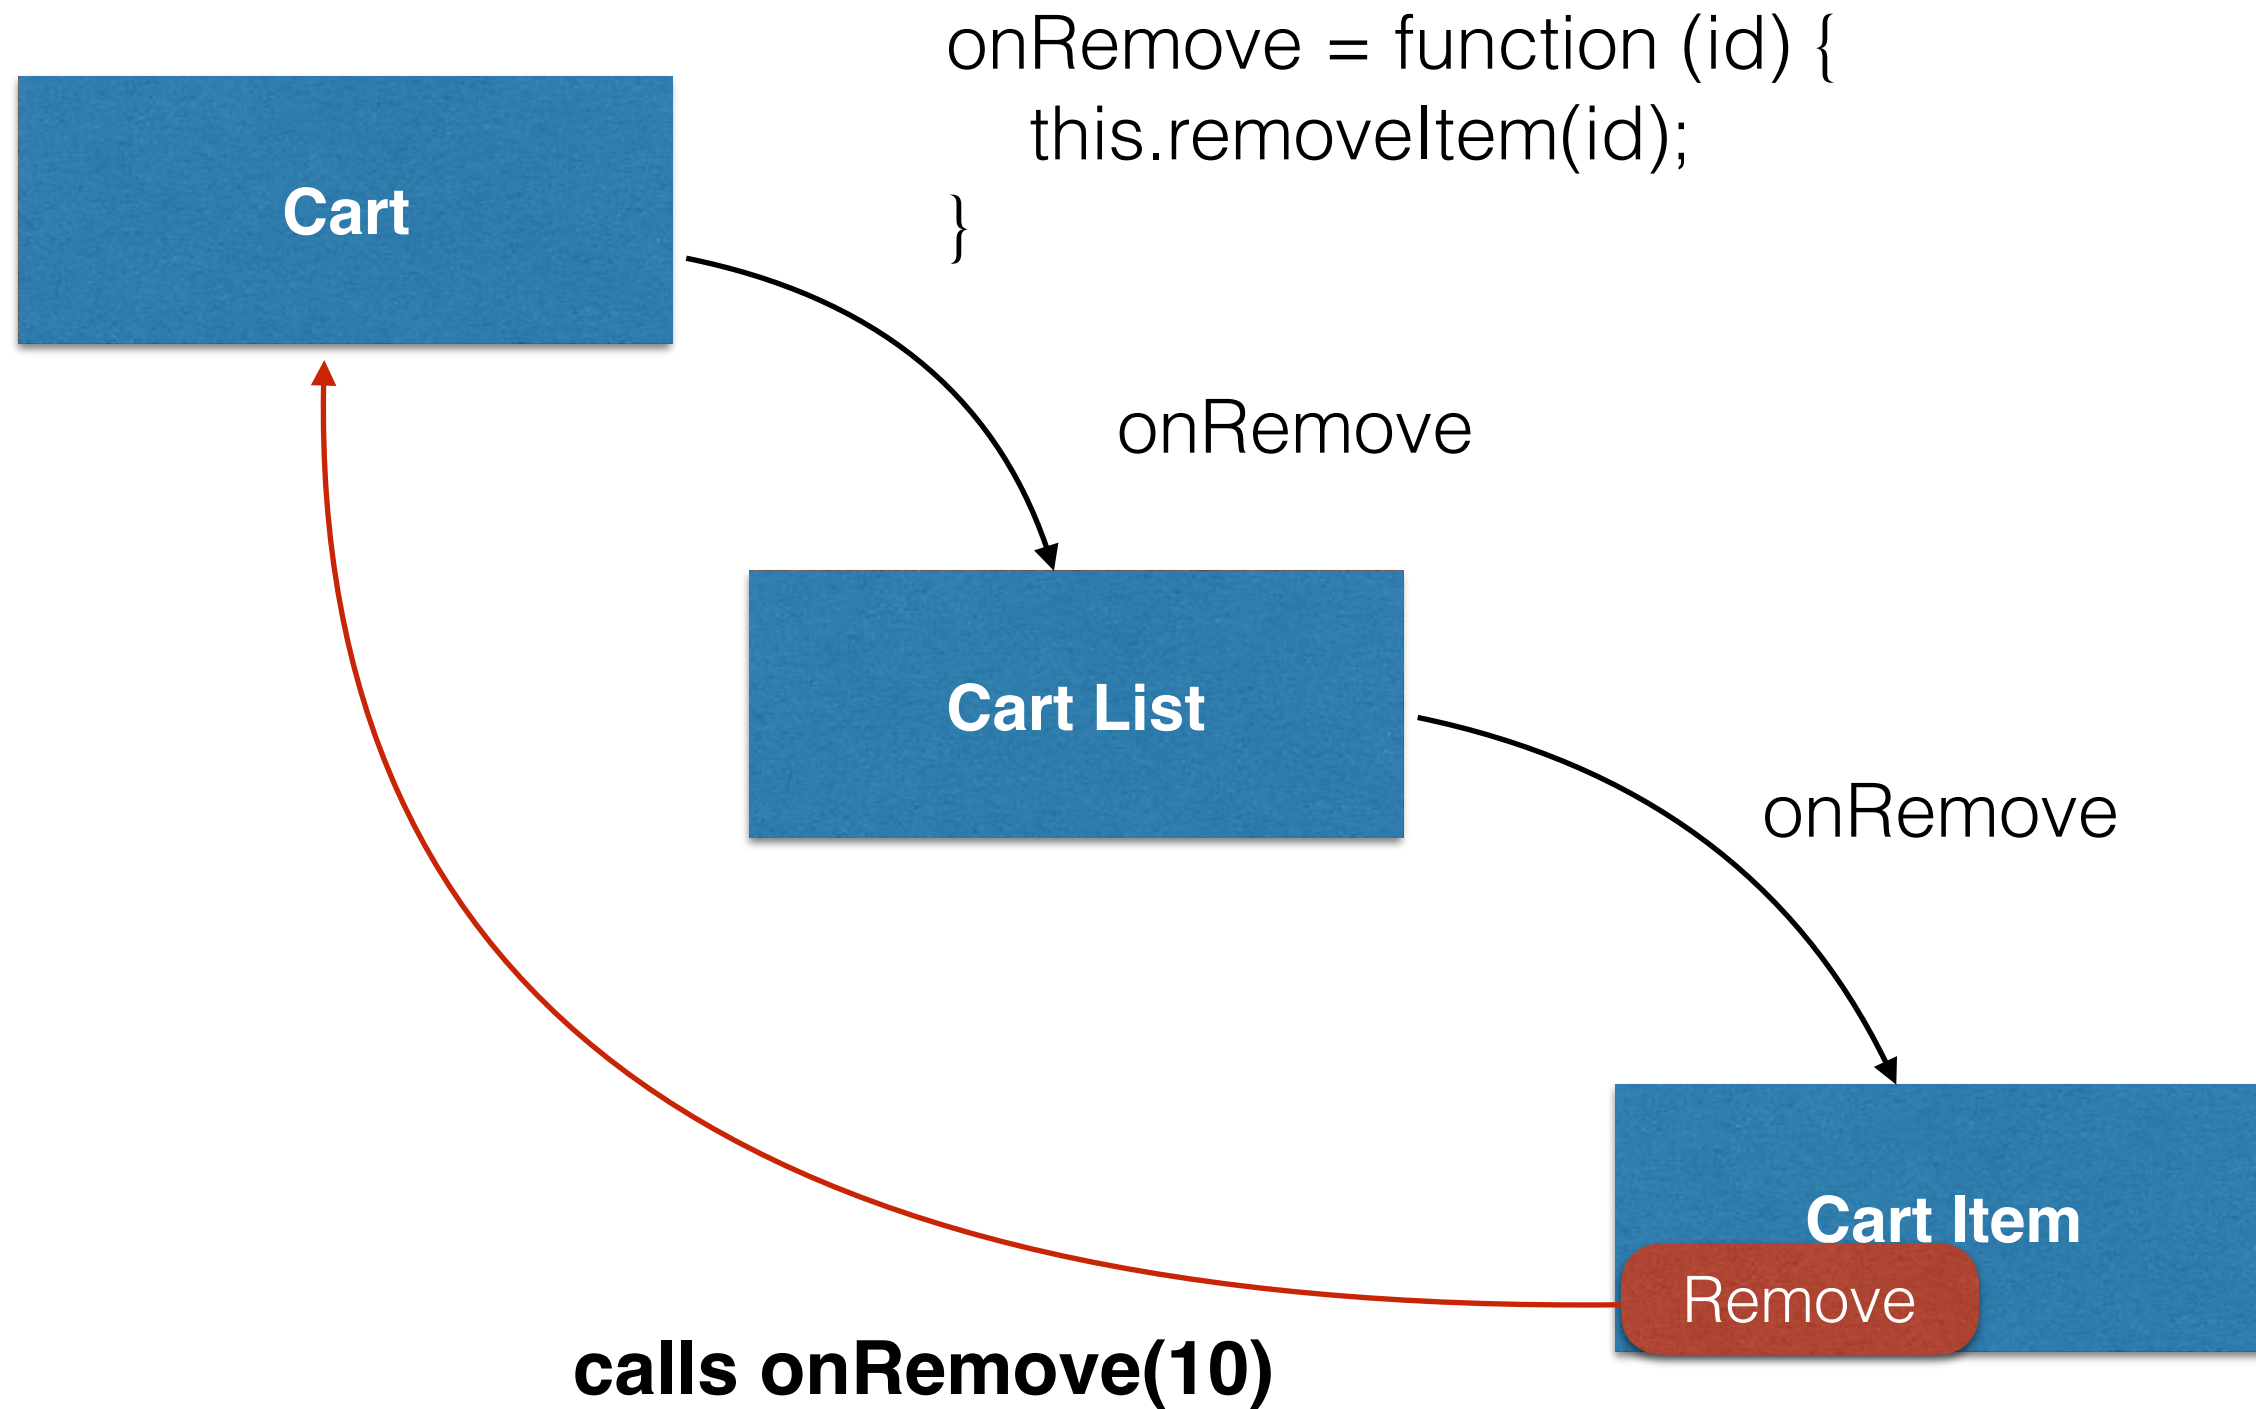 onRemove = function (id) {
this.removeItem(id);
}
Cart
onRemove
Cart List
onRemove
Cart Item
Remove
calls onRemove(10)